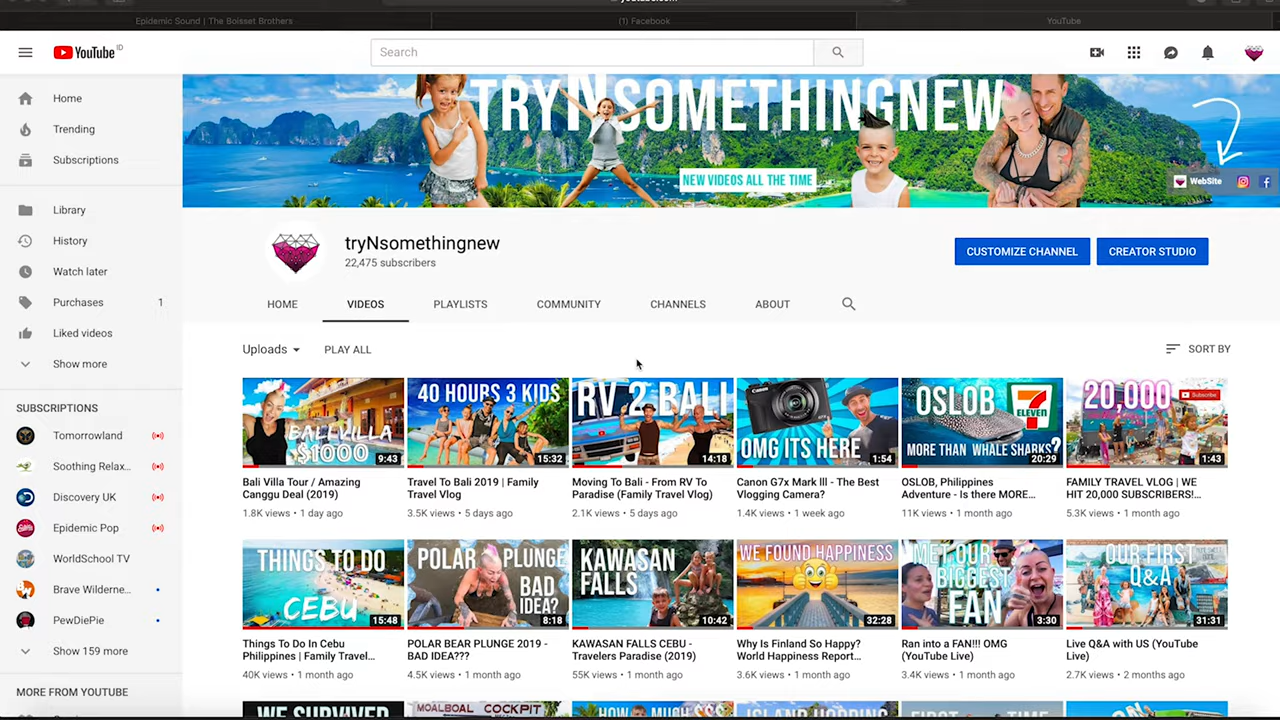 Epidemic Sound | The Boisset Brothers
(1) Facebook
YouTube
YouTube ID
Search
Home
Trending
Subscriptions
Library
History
Watch later
Purchases 1
Liked videos
Show more
SUBSCRIPTIONS
Tomorrowland
Soothing Relax...
Discovery UK
Epidemic Pop
WorldSchool TV
Brave Wilderne...
PewDiePie
Show 159 more
MORE FROM YOUTUBE
TRYNSOMETHINGNEW
NEW VIDEOS ALL THE TIME
WebSite
tryNsomethingnew
22,475 subscribers
CUSTOMIZE CHANNEL
CREATOR STUDIO
HOME
VIDEOS
PLAYLISTS
COMMUNITY
CHANNELS
ABOUT
Uploads
PLAY ALL
SORT BY
BALI VILLA
$1000
9:43
Bali Villa Tour / Amazing
Canggu Deal (2019)
1.8K views • 1 day ago
40 HOURS 3 KIDS
15:32
Travel To Bali 2019 | Family
Travel Vlog
3.5K views • 5 days ago
RV 2 BALI
14:18
Moving To Bali - From RV To
Paradise (Family Travel Vlog)
2.1K views • 5 days ago
Canon
OMG ITS HERE
1:54
Canon G7x Mark lll - The Best
Vlogging Camera?
1.4K views • 1 week ago
OSLOB
7 ELEVEN
MORE THAN WHALE SHARKS?
20:29
OSLOB, Philippines
Adventure - Is there MORE...
11K views • 1 month ago
20,000
Subscribe
1:43
FAMILY TRAVEL VLOG | WE
HIT 20,000 SUBSCRIBERS!...
5.3K views • 1 month ago
THINGS TO DO
CEBU
15:48
Things To Do In Cebu
Philippines | Family Travel...
40K views • 1 month ago
POLAR PLUNGE
BAD
IDEA?
8:18
POLAR BEAR PLUNGE 2019 -
BAD IDEA???
4.5K views • 1 month ago
KAWASAN
FALLS
10:42
KAWASAN FALLS CEBU -
Travelers Paradise (2019)
55K views • 1 month ago
WE FOUND HAPPINESS
32:28
Why Is Finland So Happy?
World Happiness Report...
3.6K views • 1 month ago
MET OUR
BIGGEST
FAN
3:30
Ran into a FAN!!! OMG
(YouTube Live)
3.4K views • 1 month ago
OUR FIRST
Q&A
31:31
Live Q&A with US (YouTube
Live)
2.7K views • 2 months ago
WE SURVIVED
MOALBOAL COCKPIT
HOW MUCH
ISLAND HOPPING
FIRST TIME